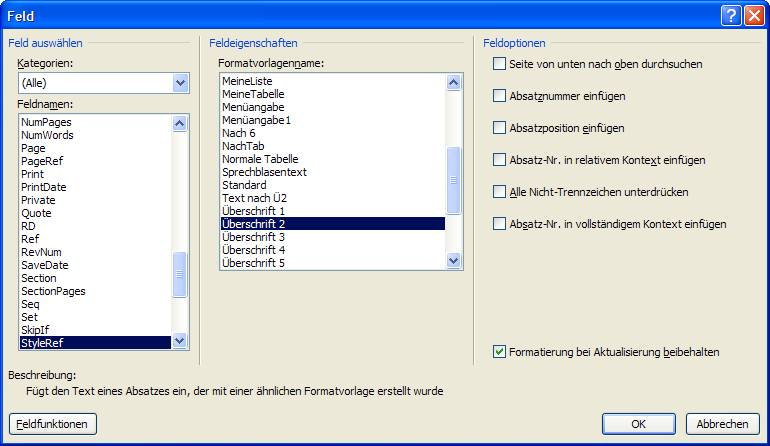 Feld
Feld auswählen
Kategorien:
(Alle)
Feldnamen:
NumPages
NumWords
Page
PageRef
Print
PrintDate
Private
Quote
RD
Ref
RevNum
SaveDate
Section
SectionPages
Seq
Set
SkipIf
StyleRef
Feldeigenschaften
Formatvorlagenname:
MeineListe
MeineTabelle
Menüangabe
Menüangabe1
Nach 6
NachTab
Normale Tabelle
Sprechblasentext
Standard
Text nach Ü2
Überschrift 1
Überschrift 2
Überschrift 3
Überschrift 4
Überschrift 5
Feldoptionen
Seite von unten nach oben durchsuchen
Absatznummer einfügen
Absatzposition einfügen
Absatz-Nr. in relativem Kontext einfügen
Alle Nicht-Trennzeichen unterdrücken
Absatz-Nr. in vollständigem Kontext einfügen
Formatierung bei Aktualisierung beibehalten
Beschreibung:
Fügt den Text eines Absatzes ein, der mit einer ähnlichen Formatvorlage erstellt wurde
Feldfunktionen
OK
Abbrechen